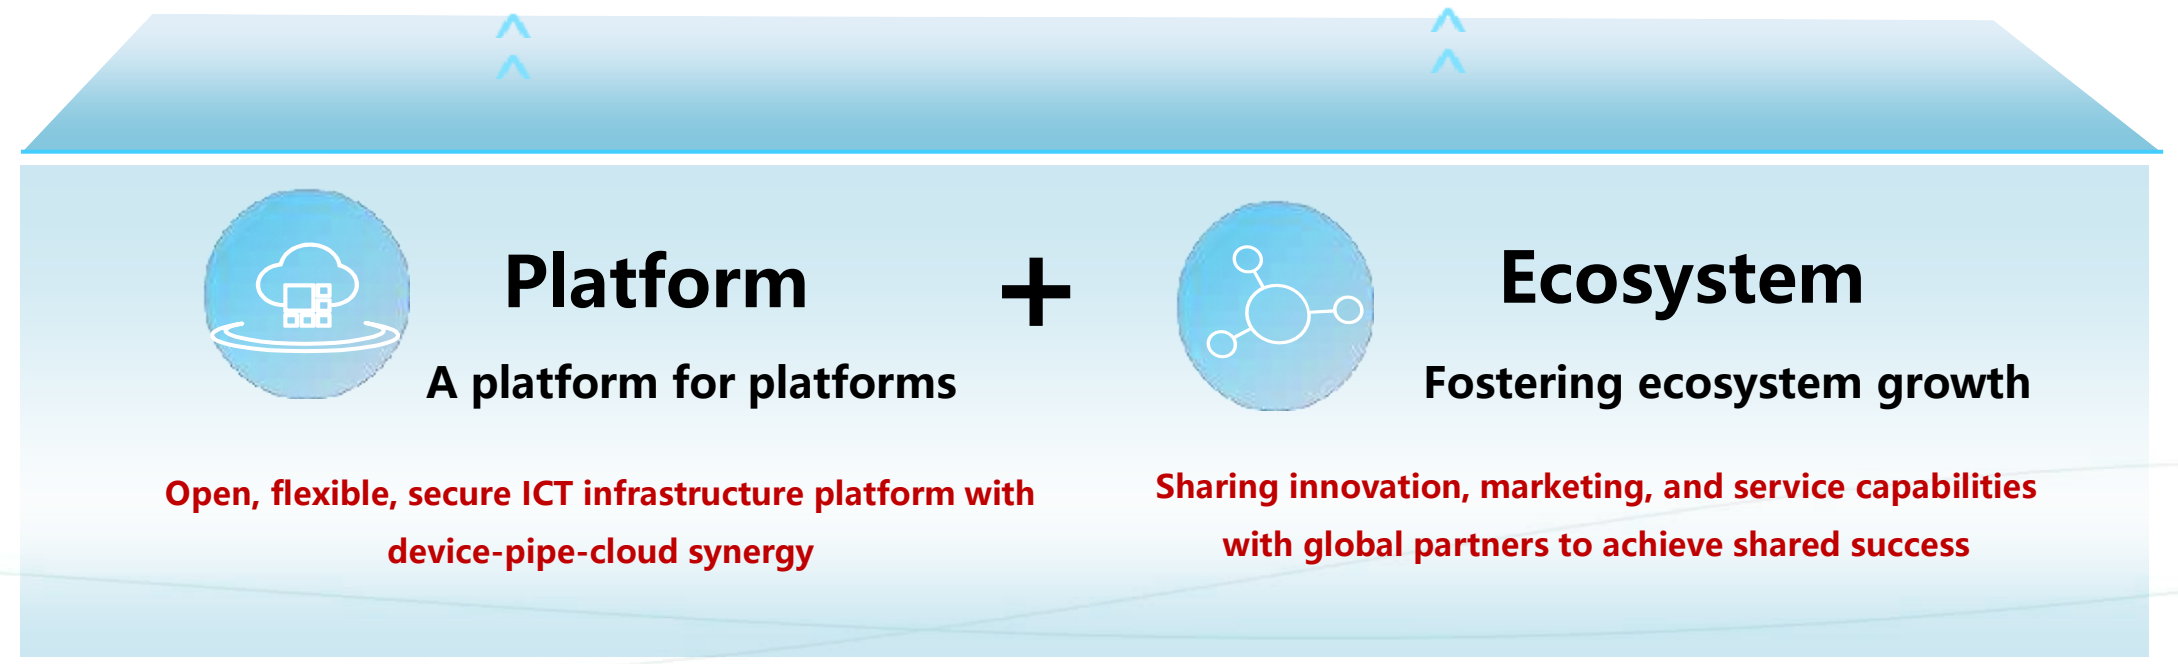 Platform
+
Ecosystem
A platform for platforms
Fostering ecosystem growth
Open, flexible, secure ICT infrastructure platform with
device-pipe-cloud synergy
Sharing innovation, marketing, and service capabilities
with global partners to achieve shared success